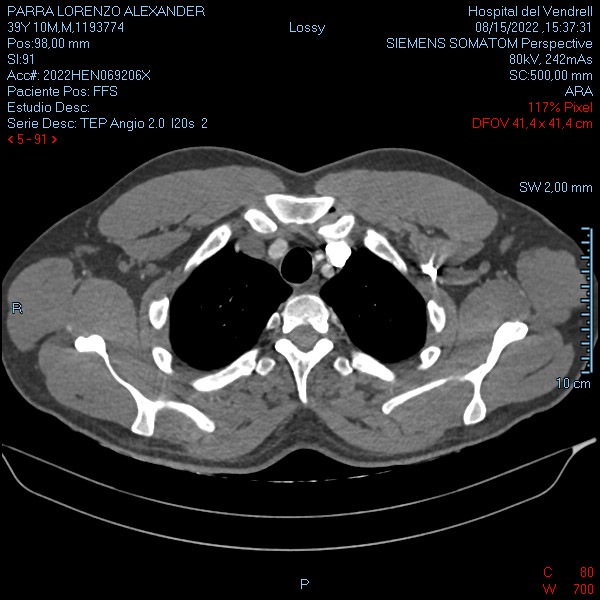 PARRA LORENZO ALEXANDER
39Y 10M,M,1193774
Pos:98,00 mm
SI:91
Acc#: 2022HEN069206X
Paciente Pos: FFS
Estudio Desc:
Serie Desc: TEP Angio 2.0 I20s 2
< 5 - 91 >
Lossy
Hospital del Vendrell
08/15/2022 ,15:37:31
SIEMENS SOMATOM Perspective
80kV, 242mAs
SC:500,00 mm
ARA
117% Pixel
DFOV 41,4 x 41,4 cm
SW 2,00 mm
R
10 cm
P
C 80
W 700